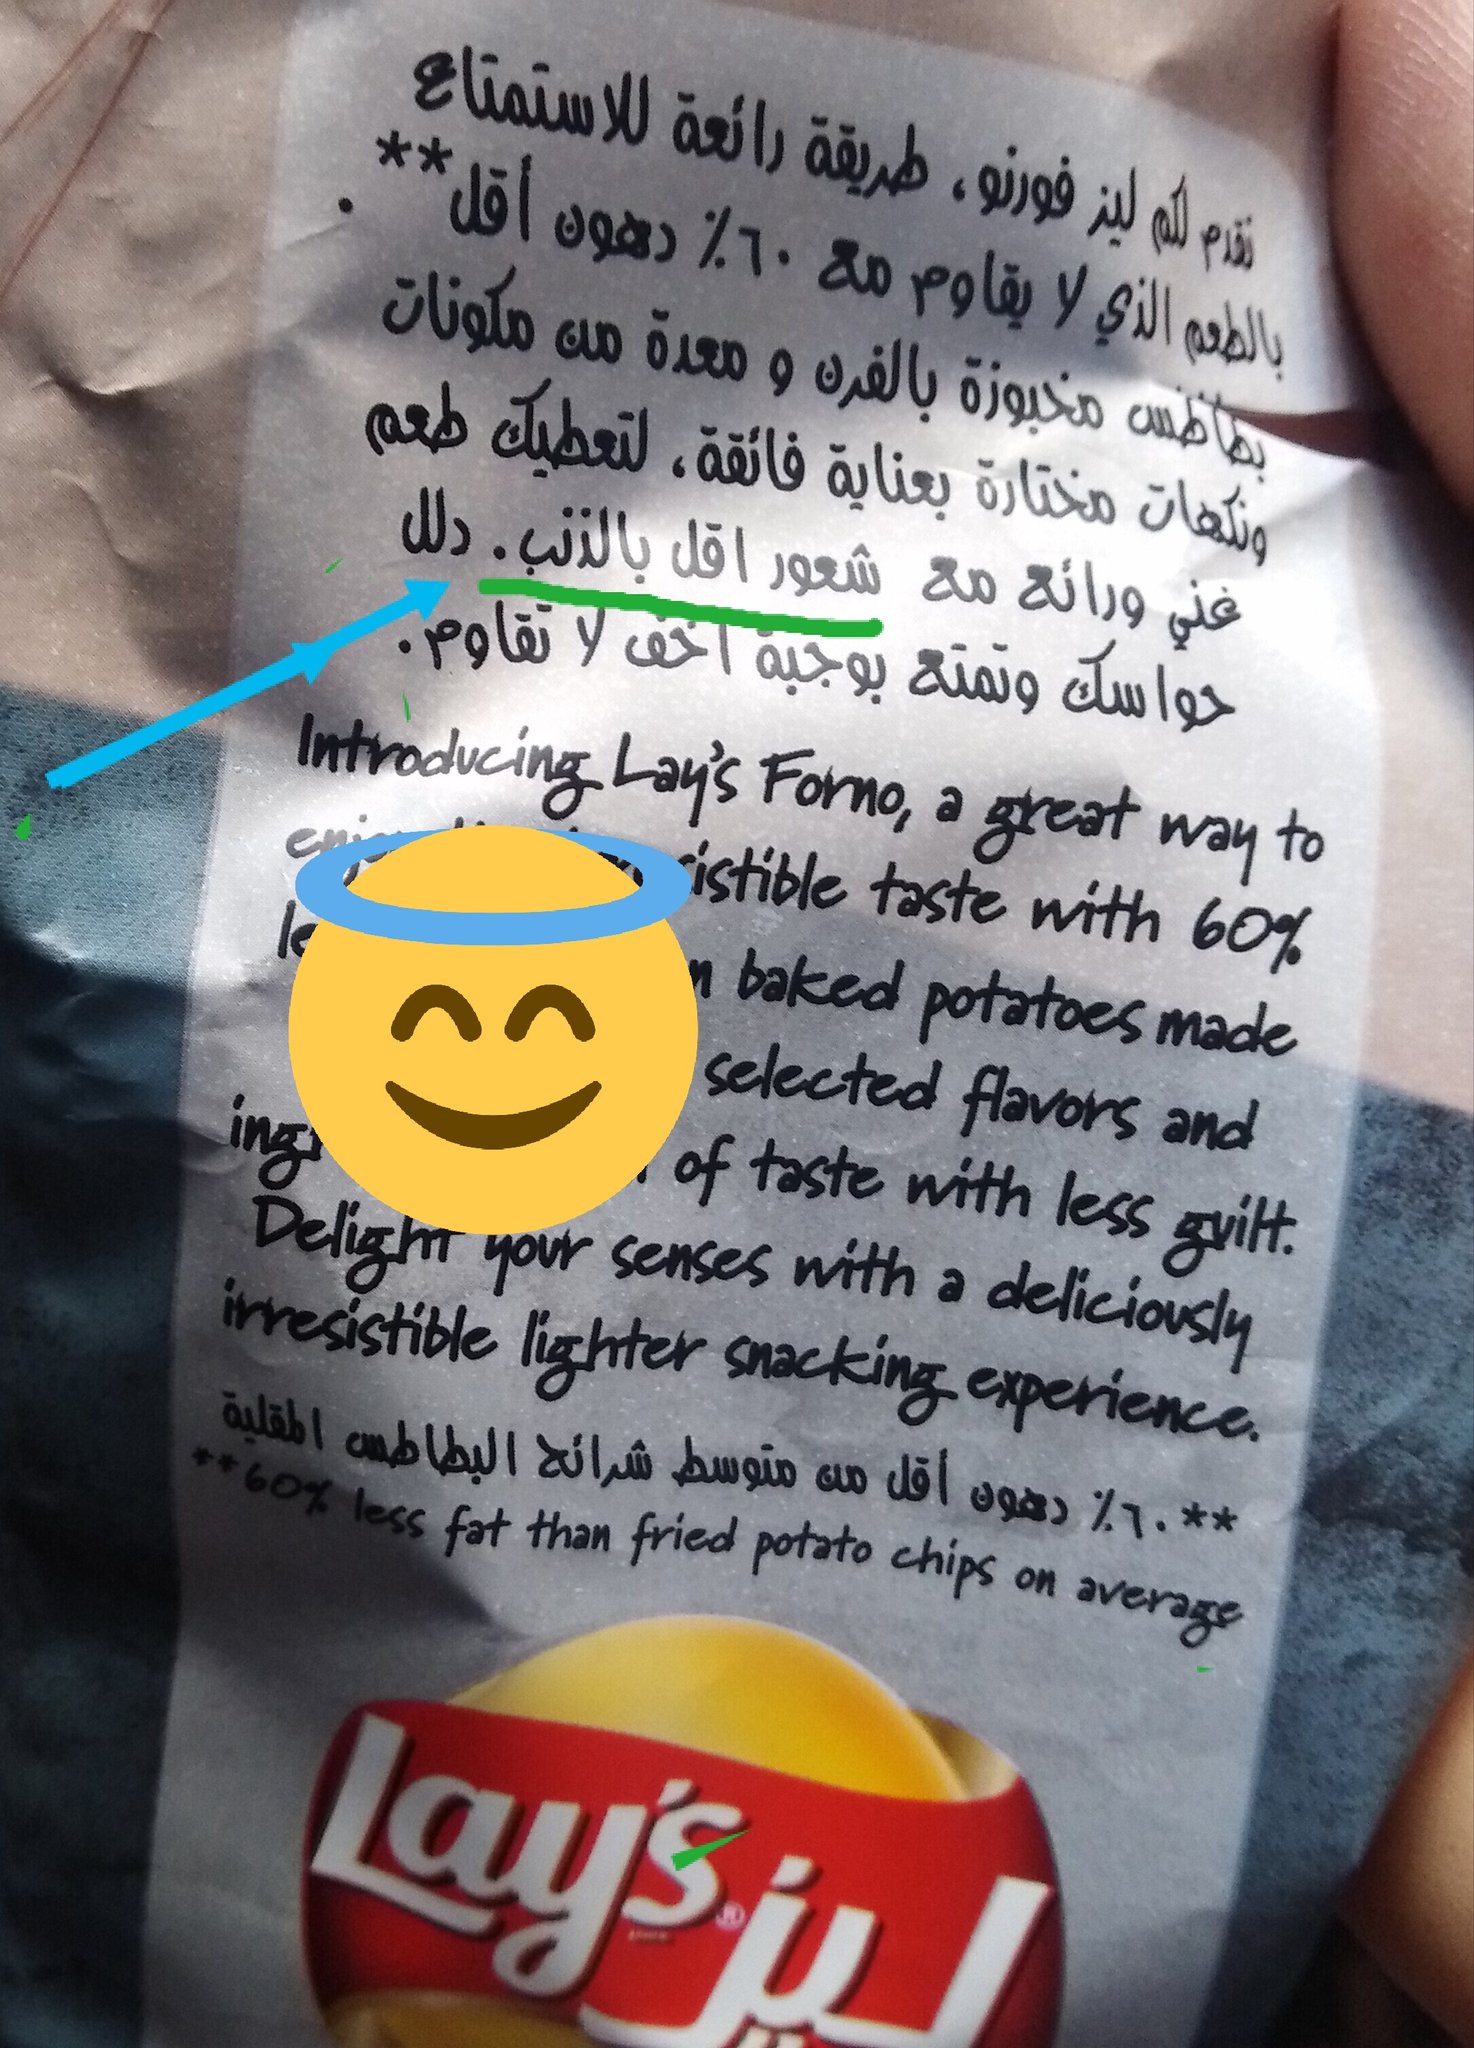 نقدم لكم ليز فورنو، طريقة رائعة للاستمتاع
بالطعم الذي لا يقاوم مع ٦٠٪ دهون أقل** .
بطاطس مخبوزة بالفرن و معدة من مكونات
ونكهات مختارة بعناية فائقة، لتعطيك طعم
غني ورائع مع شعور اقل بالذنب. دلل
حواسك وتمتع بوجبة أخف لا تقاوم.
Introducing Lay's Forno, a great way to
taste with 60%
baked potatoes made
selected flavors and
of taste with less guilt.
Delight your senses with a deliciously
irresistible lighter snacking experience.
**٦٠٪ دهون أقل من متوسط شرائح البطاطس المقلية
**60% less fat than fried potato chips on average
Lay's ليز